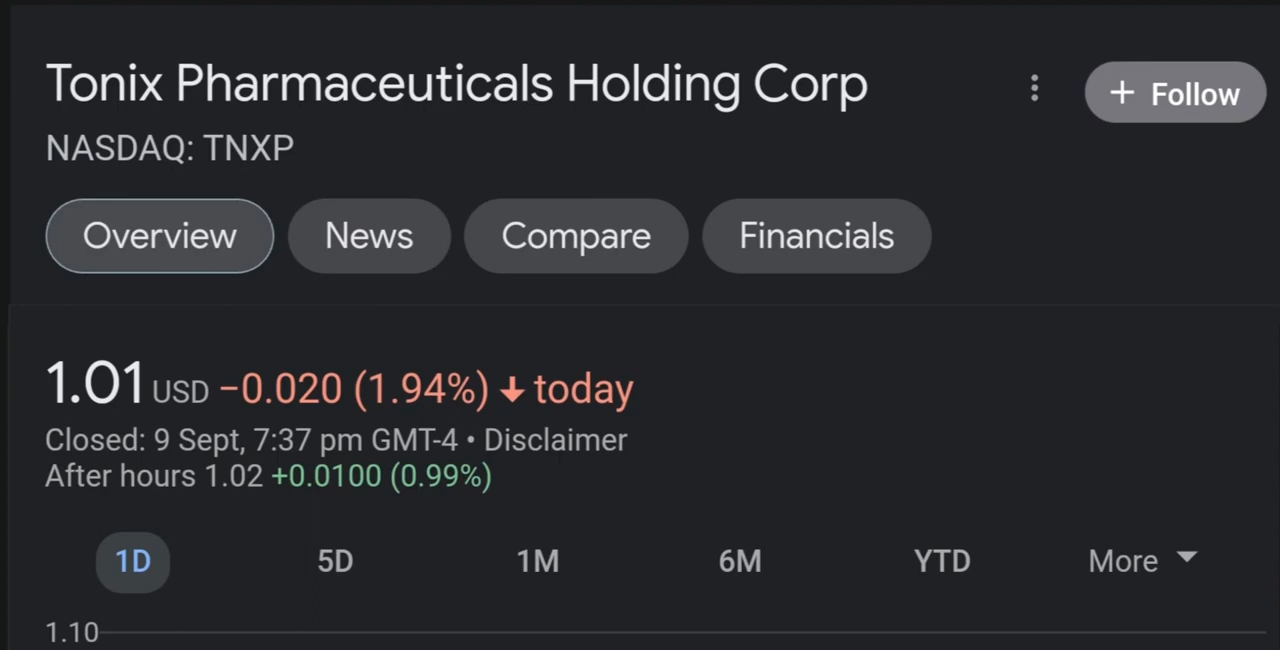 Tonix Pharmaceuticals Holding Corp
+ Follow
NASDAQ: TNXP
Overview News Compare Financials
1.01 USD −0.020 (1.94%) ↓ today
Closed: 9 Sept, 7:37 pm GMT-4 • Disclaimer
After hours 1.02 +0.0100 (0.99%)
1D 5D 1M 6M YTD More
1.10